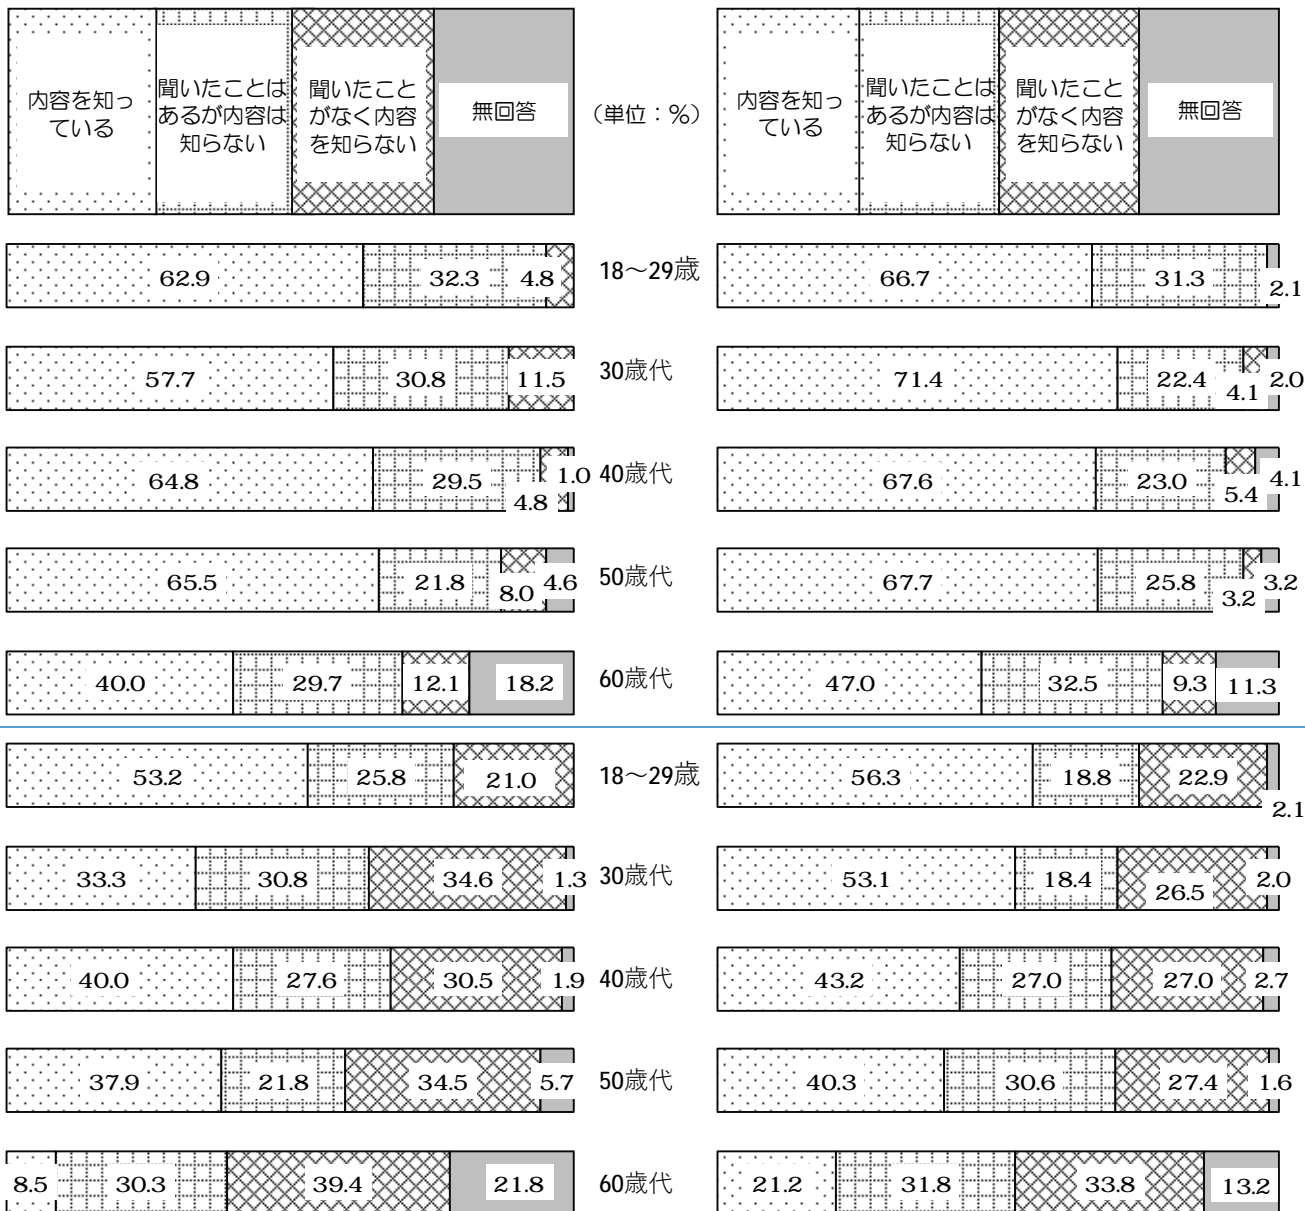 内容を知っ
ている
聞いたことは
あるが内容は
知らない
聞いたこと
がなく内容
を知らない
無回答
（単位：％）
内容を知っ
ている
聞いたことは
あるが内容は
知らない
聞いたこと
がなく内容
を知らない
無回答
62.9 32.3 4.8 18～29歳 66.7 31.3 2.1
57.7 30.8 11.5 30歳代 71.4 22.4 4.1 2.0
64.8 29.5 4.8 1.0 40歳代 67.6 23.0 5.4 4.1
65.5 21.8 8.0 4.6 50歳代 67.7 25.8 3.2 3.2
40.0 29.7 12.1 18.2 60歳代 47.0 32.5 9.3 11.3
53.2 25.8 21.0 18～29歳 56.3 18.8 22.9 2.1
33.3 30.8 34.6 1.3 30歳代 53.1 18.4 26.5 2.0
40.0 27.6 30.5 1.9 40歳代 43.2 27.0 27.0 2.7
37.9 21.8 34.5 5.7 50歳代 40.3 30.6 27.4 1.6
8.5 30.3 39.4 21.8 60歳代 21.2 31.8 33.8 13.2